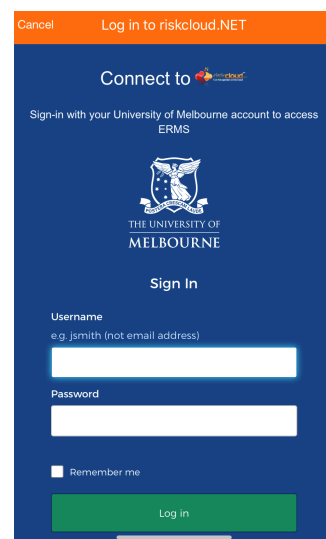 Cancel Log in to riskcloud.NET
Connect to riskcloud
Sign-in with your University of Melbourne account to access
ERMS
THE UNIVERSITY OF
MELBOURNE
Sign In
Username
e.g. jsmith (not email address)
Password
Remember me
Log in